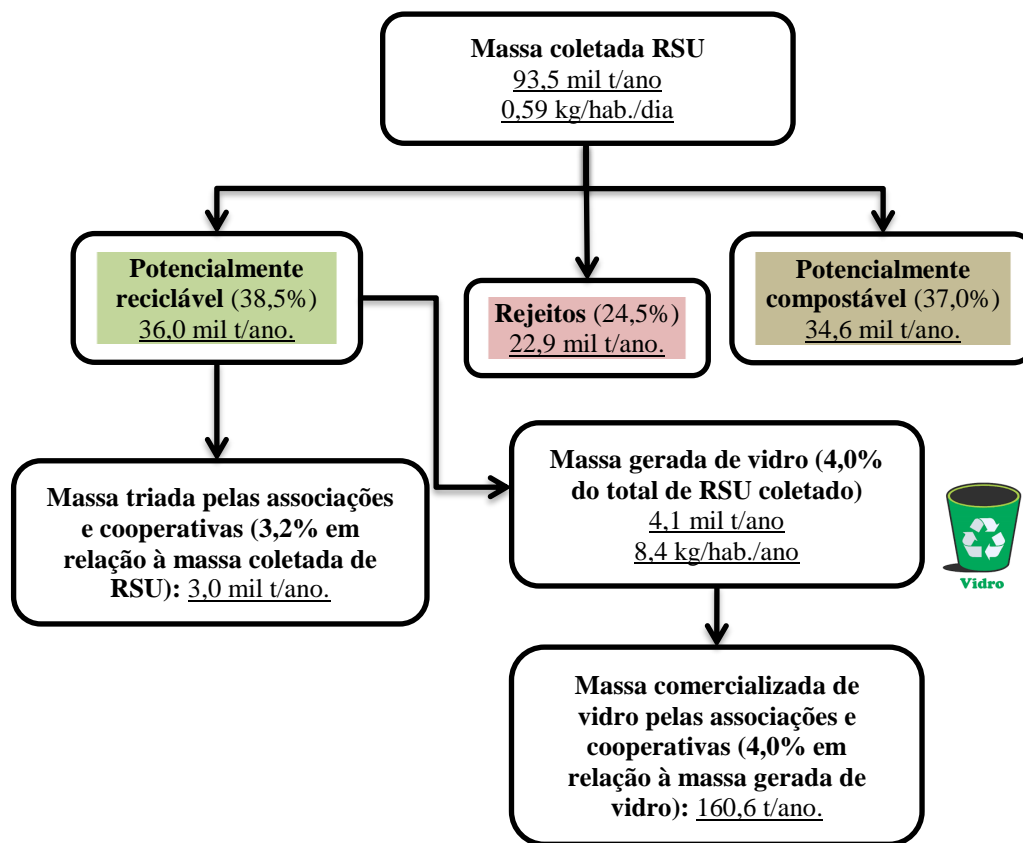 Massa coletada RSU
93,5 mil t/ano
0,59 kg/hab./dia
Potencialmente
reciclável (38,5%)
36,0 mil t/ano.
Rejeitos (24,5%)
22,9 mil t/ano.
Potencialmente
compostável (37,0%)
34,6 mil t/ano.
Massa triada pelas associações
e cooperativas (3,2% em
relação à massa coletada de
RSU): 3,0 mil t/ano.
Massa gerada de vidro (4,0%
do total de RSU coletado)
4,1 mil t/ano
8,4 kg/hab./ano
Vidro
Massa comercializada de
vidro pelas associações e
cooperativas (4,0% em
relação à massa gerada de
vidro): 160,6 t/ano.